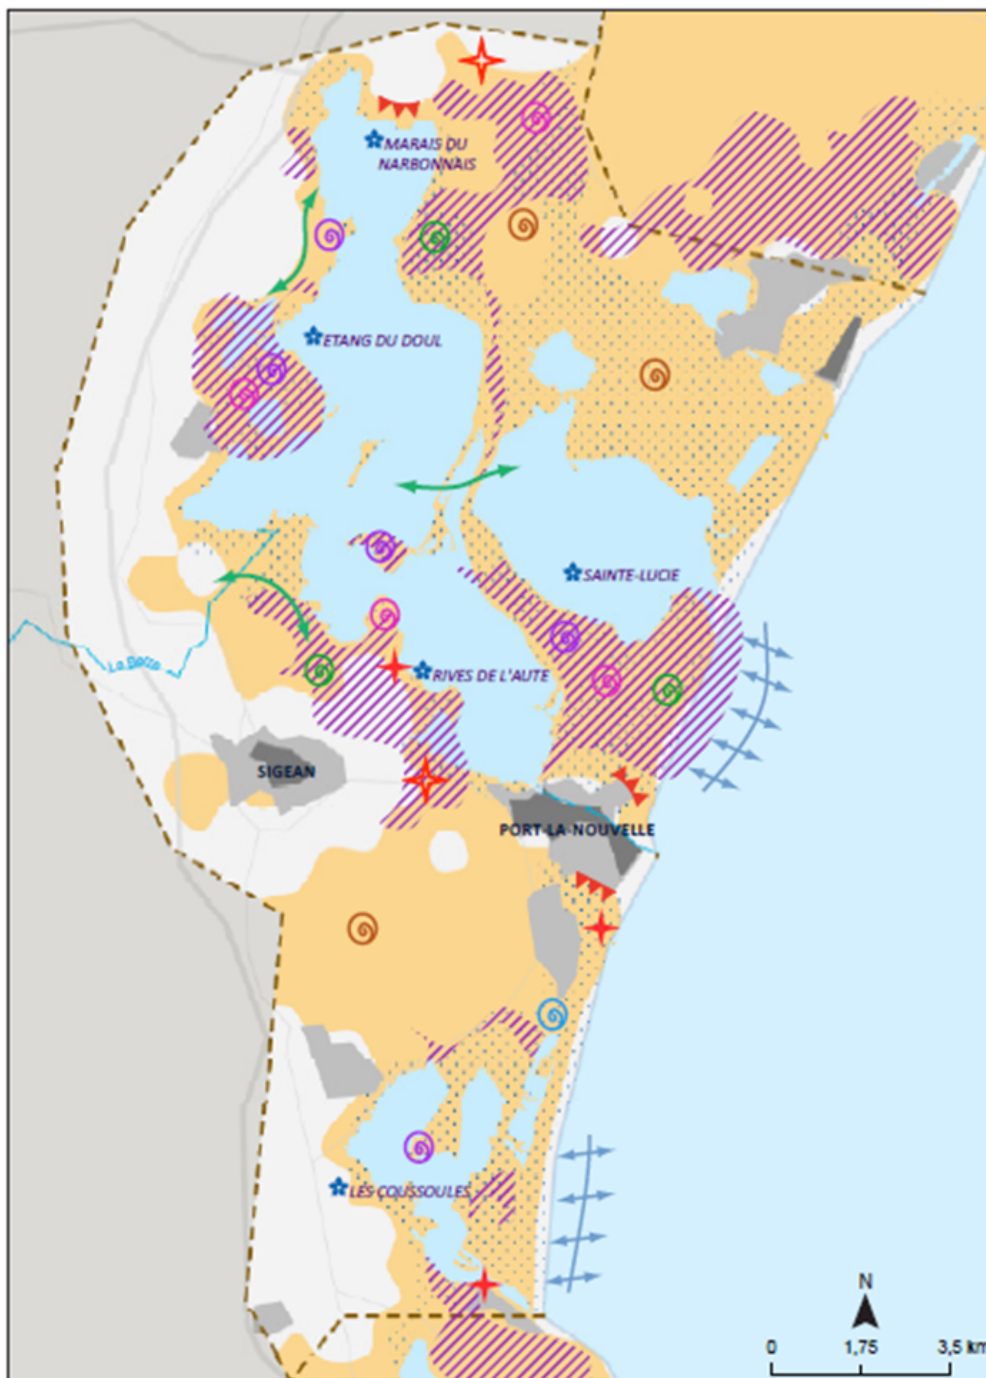 MARAIS DU
NARBONNAIS
ETANG DU DOUL
SAINTE-LUCIE
La Berre
RIVES DE L'AUTE
SIGEAN
PORT-LA-NOUVELLE
LES COUSSOULES
N
0 1,75 3,5 km